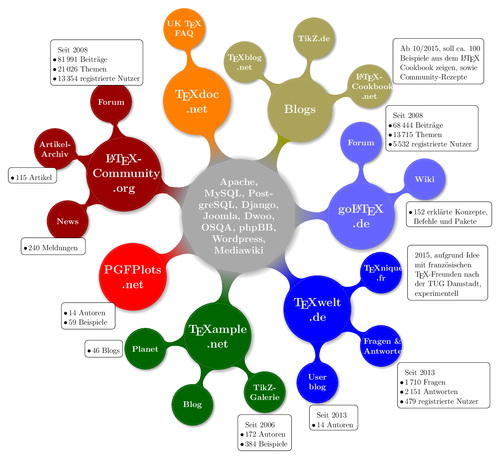 UK TEX
FAQ
TEXdoc
.net
TikZ.de
TEXblog
.net
LATEX-
Cookbook
.net
Blogs
Ab 10/2015, soll ca. 100
Beispiele aus dem LATEX
Cookbook zeigen, sowie
Community-Rezepte
Seit 2008
• 81 991 Beiträge
• 21 026 Themen
• 13 354 registrierte Nutzer
Forum
Artikel-
Archiv
• 115 Artikel
News
• 240 Meldungen
LATEX-
Community
.org
Apache,
MySQL, Post-
greSQL, Django,
Joomla, Dwoo,
OSQA, phpBB,
Wordpress,
Mediawiki
Seit 2008
• 68 444 Beiträge
• 13 715 Themen
• 5 532 registrierte Nutzer
Forum
Wiki
• 152 erklärte Konzepte,
Befehle und Pakete
goLATEX
.de
PGFPlots
.net
• 14 Autoren
• 59 Beispiele
TEXample
.net
Planet
• 46 Blogs
Blog
TikZ-
Galerie
Seit 2006
• 172 Autoren
• 384 Beispiele
TEXwelt
.de
TEXnique
.fr
2015, aufgrund Idee
mit französischen
TEX-Freunden nach
der TUG Damstadt,
experimentell
Fragen &
Antworten
Seit 2013
• 1 710 Fragen
• 2 151 Antworten
• 479 registrierte Nutzer
User
blog
Seit 2013
• 14 Autoren